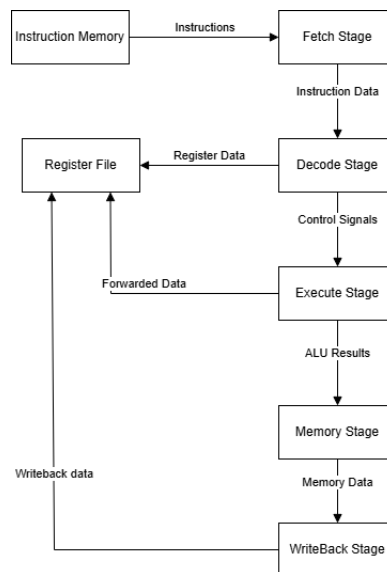 Instructions
Instruction Memory
Fetch Stage
Instruction Data
Register Data
Register File
Decode Stage
Control Signals
Forwarded Data
Execute Stage
ALU Results
Memory Stage
Writeback data
Memory Data
WriteBack Stage